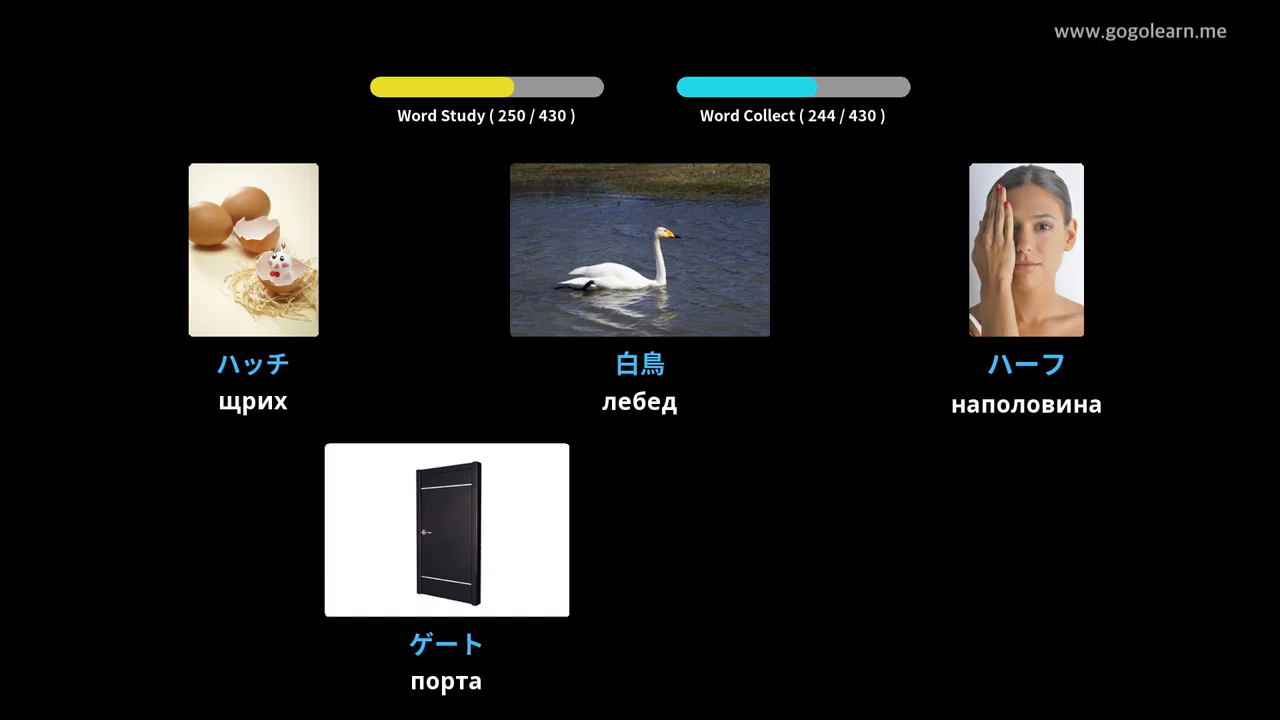 www.gogolearn.me
Word Study ( 250 / 430 )
Word Collect ( 244 / 430 )
ハッチ
щрих
白鳥
лебед
ハーフ
наполовина
ゲート
порта